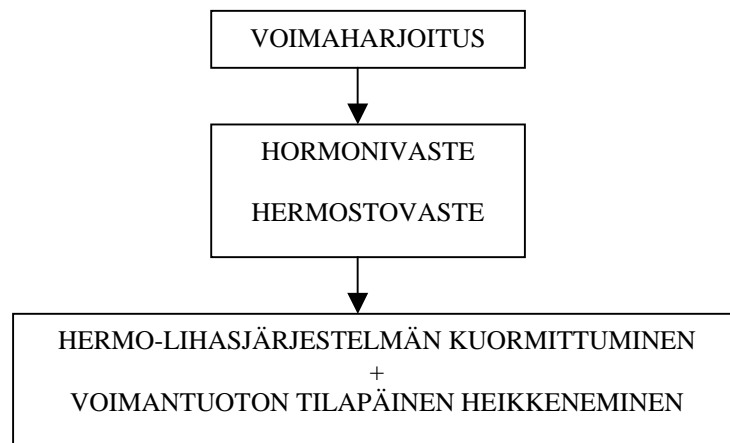 VOIMAHARJOITUS
HORMONIVASTE
HERMOSTOVASTE
HERMO-LIHASJÄRJESTELMÄN KUORMITTUMINEN
+
VOIMANTUOTON TILAPÄINEN HEIKKENEMINEN